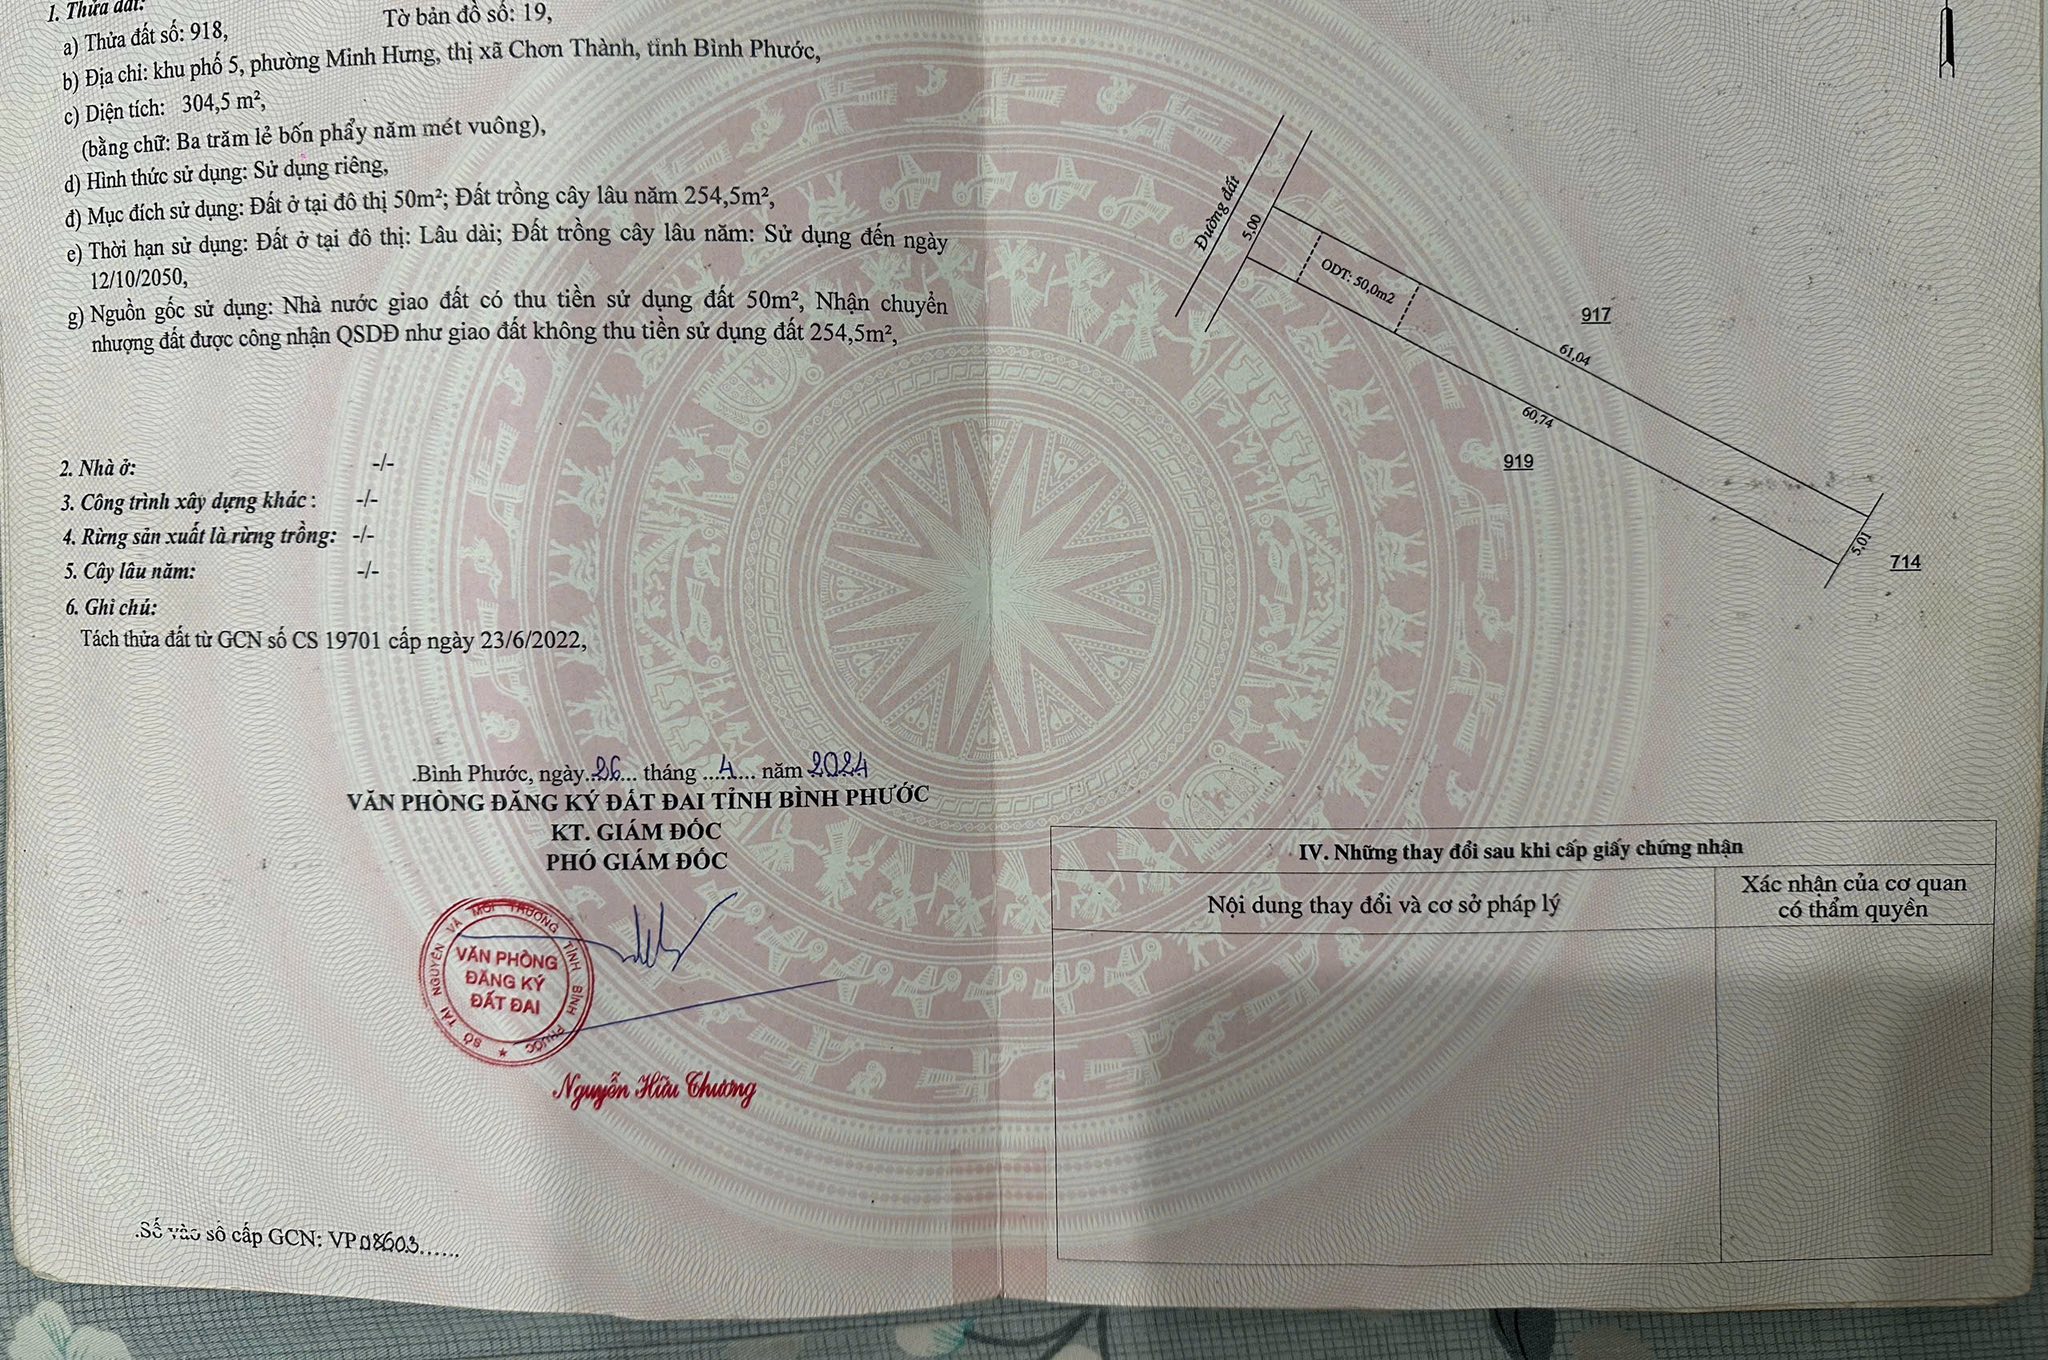 1. Thửa đất:
a) Thửa đất số: 918, Tờ bản đồ số: 19,
b) Địa chỉ: khu phố 5, phường Minh Hưng, thị xã Chơn Thành, tỉnh Bình Phước,
c) Diện tích: 304,5 m²,
(bằng chữ: Ba trăm lẻ bốn phẩy năm mét vuông),
d) Hình thức sử dụng: Sử dụng riêng,
đ) Mục đích sử dụng: Đất ở tại đô thị 50m²; Đất trồng cây lâu năm 254,5m²,
e) Thời hạn sử dụng: Đất ở tại đô thị: Lâu dài; Đất trồng cây lâu năm: Sử dụng đến ngày
12/10/2050,
g) Nguồn gốc sử dụng: Nhà nước giao đất có thu tiền sử dụng đất 50m², Nhận chuyển
nhượng đất được công nhận QSDĐ như giao đất không thu tiền sử dụng đất 254,5m²,
2. Nhà ở: -/-
3. Công trình xây dựng khác : -/-
4. Rừng sản xuất là rừng trồng: -/-
5. Cây lâu năm: -/-
6. Ghi chú:
Tách thửa đất từ GCN số CS 19701 cấp ngày 23/6/2022,
.Bình Phước, ngày..26... tháng ...4.... năm 2024
VĂN PHÒNG ĐĂNG KÝ ĐẤT ĐAI TỈNH BÌNH PHƯỚC
KT. GIÁM ĐỐC
PHÓ GIÁM ĐỐC
SỞ TÀI NGUYÊN VÀ MÔI TRƯỜNG TỈNH BÌNH PHƯỚC
VĂN PHÒNG
ĐĂNG KÝ
ĐẤT ĐAI
Nguyễn Hữu Chương
.Số vào sổ cấp GCN: VP.08603......
Đường đất
5,00
ODT: 50,0m2
917
61,04
60,74
919
5,01
714
IV. Những thay đổi sau khi cấp giấy chứng nhận
Nội dung thay đổi và cơ sở pháp lý
Xác nhận của cơ quan
có thẩm quyền